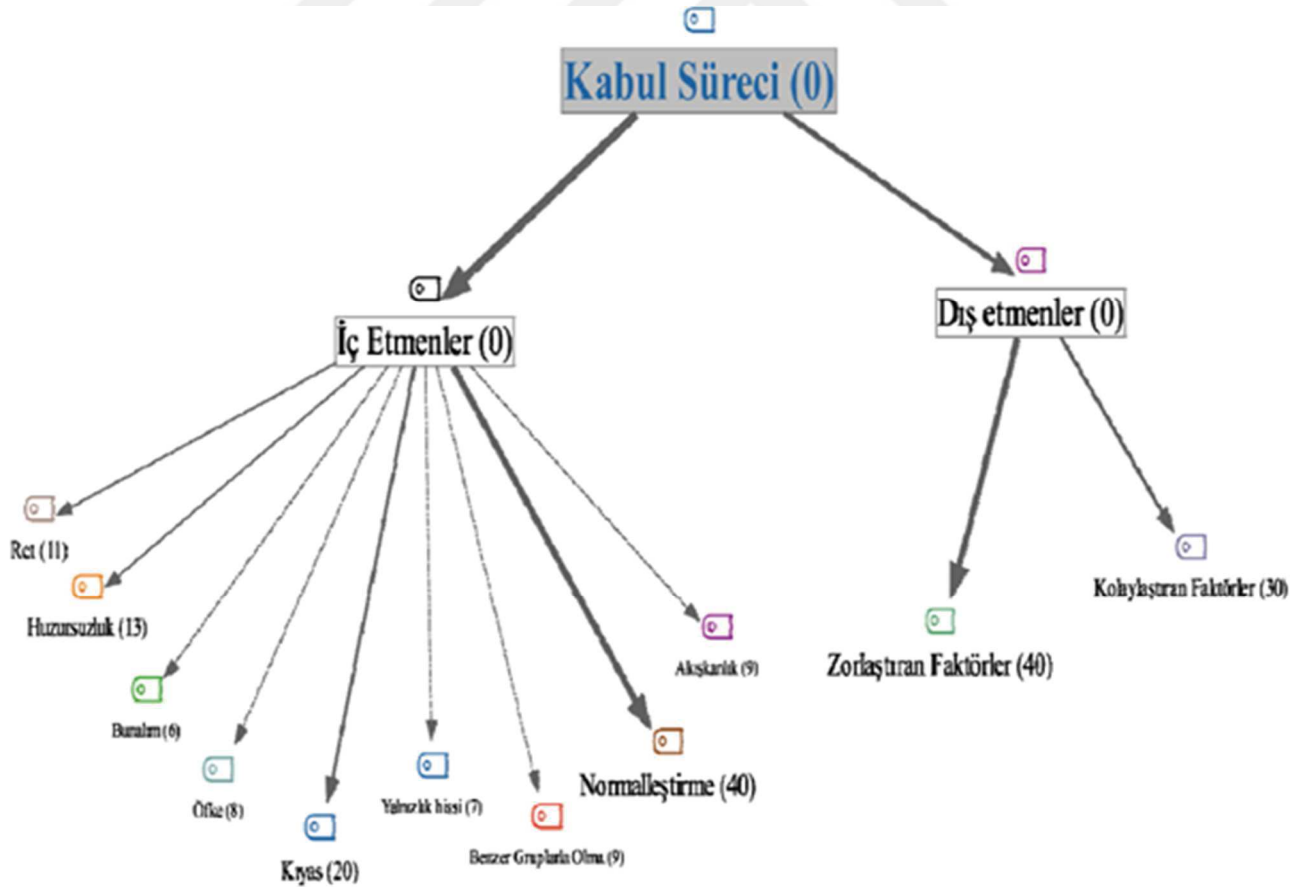 Kabul Süreci (0)
İç Etmenler (0)
Dış etmenler (0)
Ret (11)
Huzursuzluk (13)
Bunalım (6)
Öfke (8)
Kıyas (20)
Yalnızlık hissi (7)
Benzer Gruplarla Olma (9)
Normalleştirme (40)
Alışkanlık (9)
Zorlaştıran Faktörler (40)
Kolaylaştıran Faktörler (30)